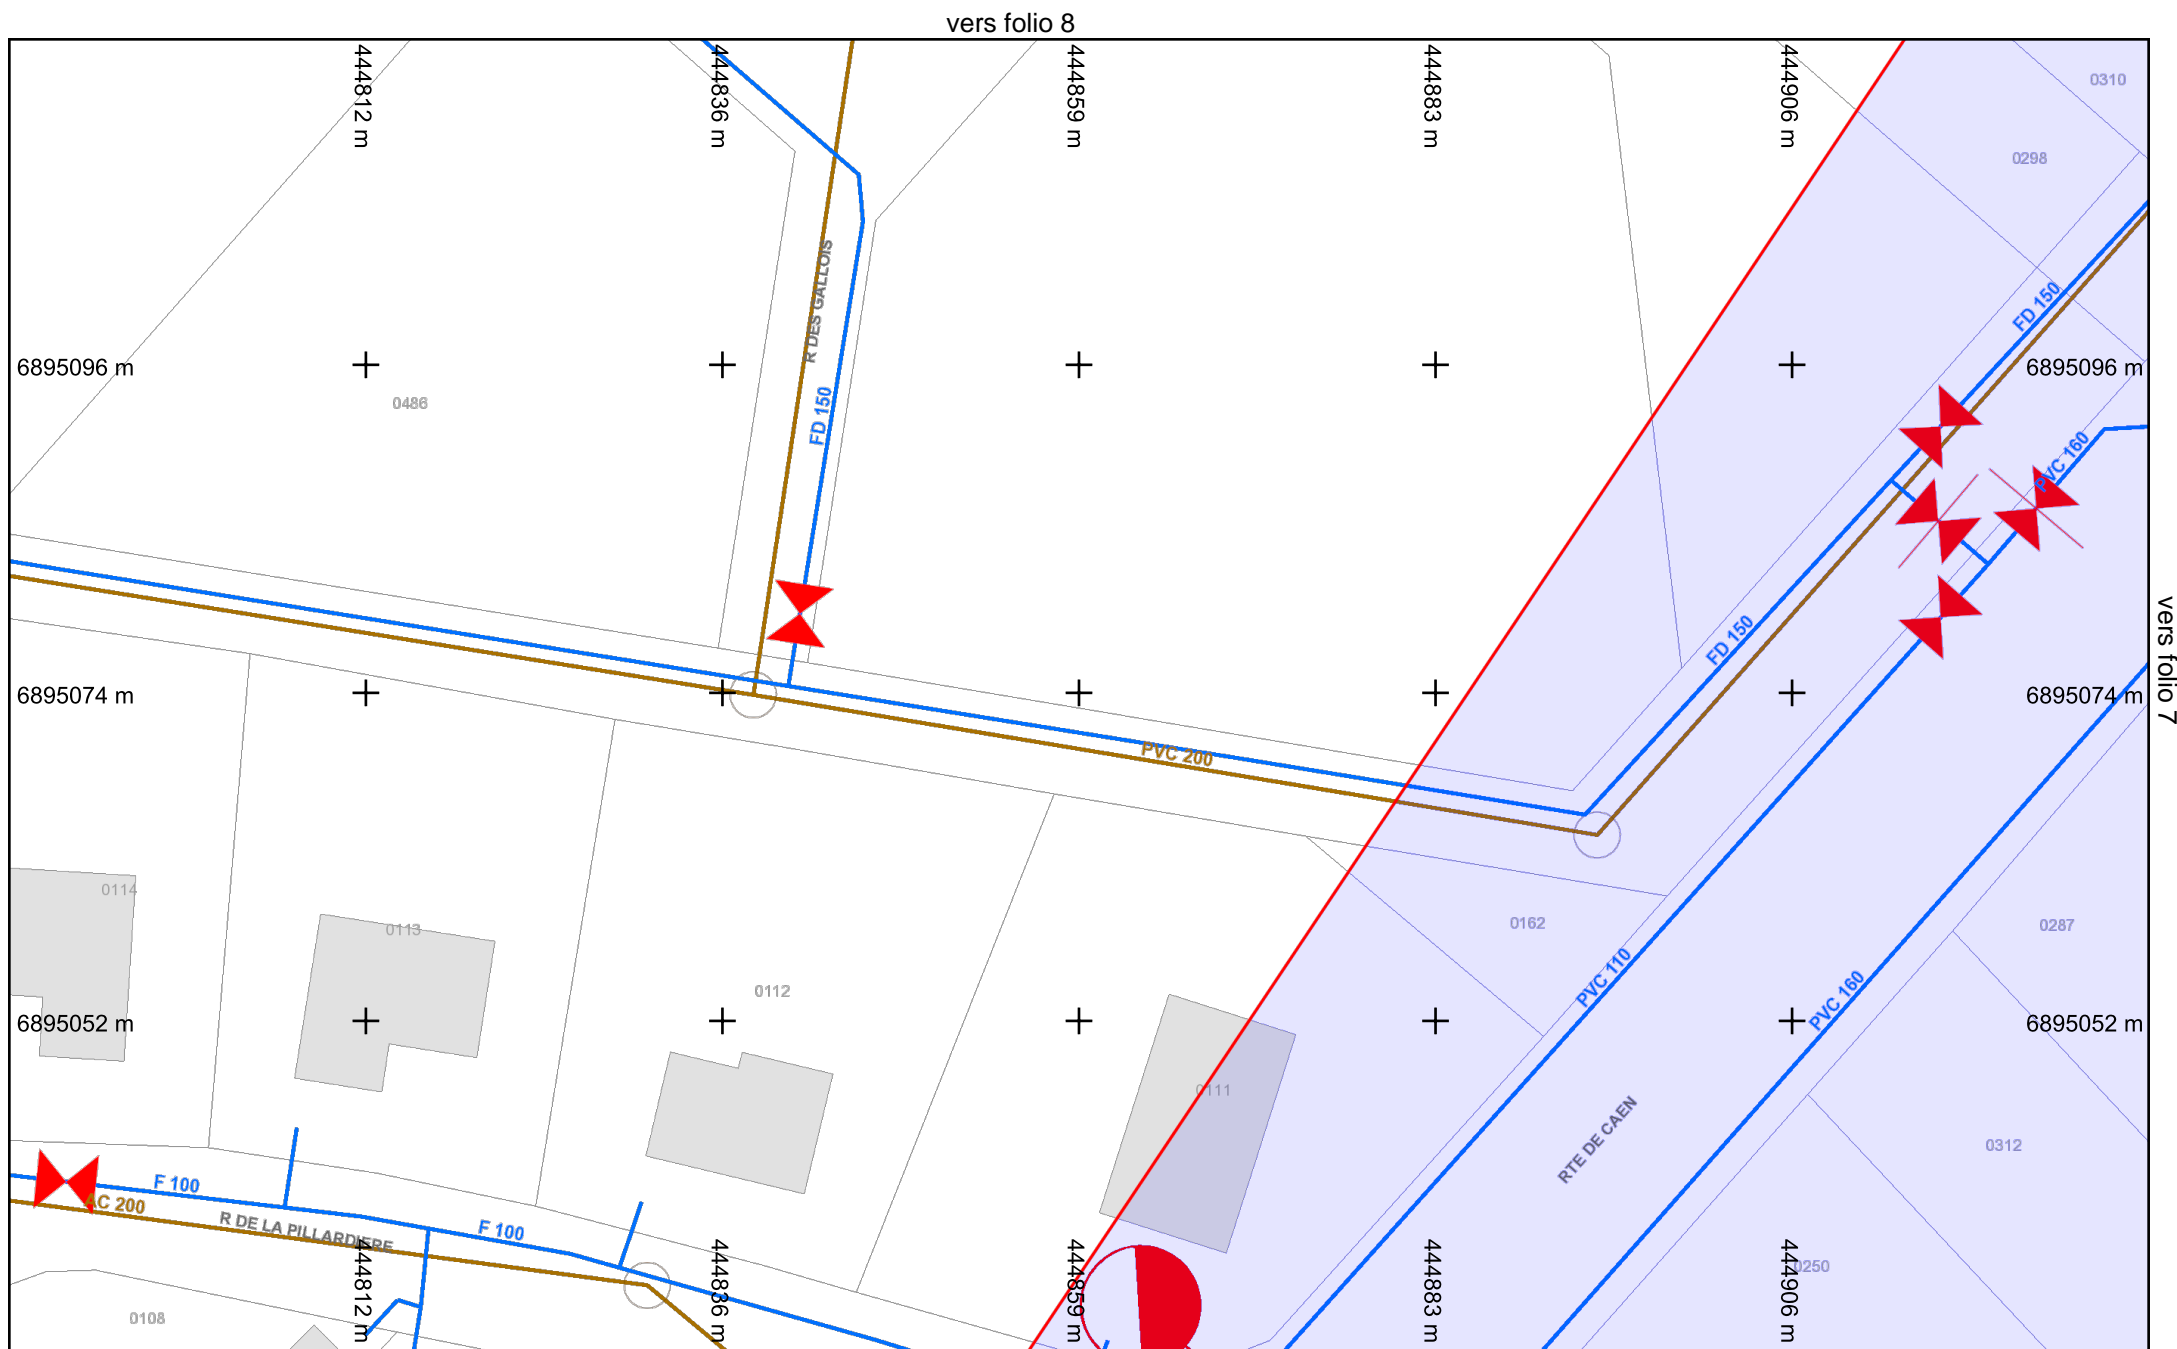 vers folio 8
444812 m
444836 m
444859 m
444883 m
444906 m
0310
0298
R DES GALLOIS
FD 150
6895096 m
6895096 m
0486
FD 150
PVC 160
vers folio 7
FD 150
6895074 m
6895074 m
PVC 200
0114
0113
0162
0287
0112
PVC 110
PVC 160
6895052 m
6895052 m
0111
RTE DE CAEN
0312
F 100
AC 200
R DE LA PILLARDIERE
F 100
0250
444812 m
444836 m
444859 m
444883 m
444906 m
0108